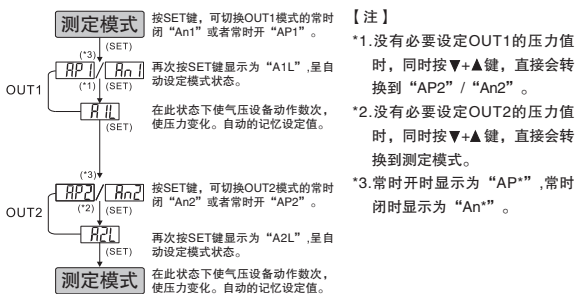 测定模式
按SET键，可切换OUT1模式的常时
闭“An1”或者常时开“AP1”。
(SET)
(*3)
AP1/An1
(*1) (SET)
再次按SET键显示为“A1L”,呈自
动设定模式状态。
OUT1
A1L
(SET)
在此状态下使气压设备动作数次，
使压力变化。自动的记忆设定值。
(*3)
AP2/An2
(*2) (SET)
按SET键，可切换OUT2模式的常时
闭“An2”或者常时开“AP2”。
OUT2
A2L
(SET)
再次按SET键显示为“A2L”,呈自
动设定模式状态。
测定模式
在此状态下使气压设备动作数次，
使压力变化。自动的记忆设定值。
【注】
*1.没有必要设定OUT1的压力值
时，同时按▼+▲键，直接会转
换到“AP2”/“An2”。
*2.没有必要设定OUT2的压力值
时，同时按▼+▲键，直接会转
换到测定模式。
*3.常时开时显示为“AP*”,常时
闭时显示为“An*”。